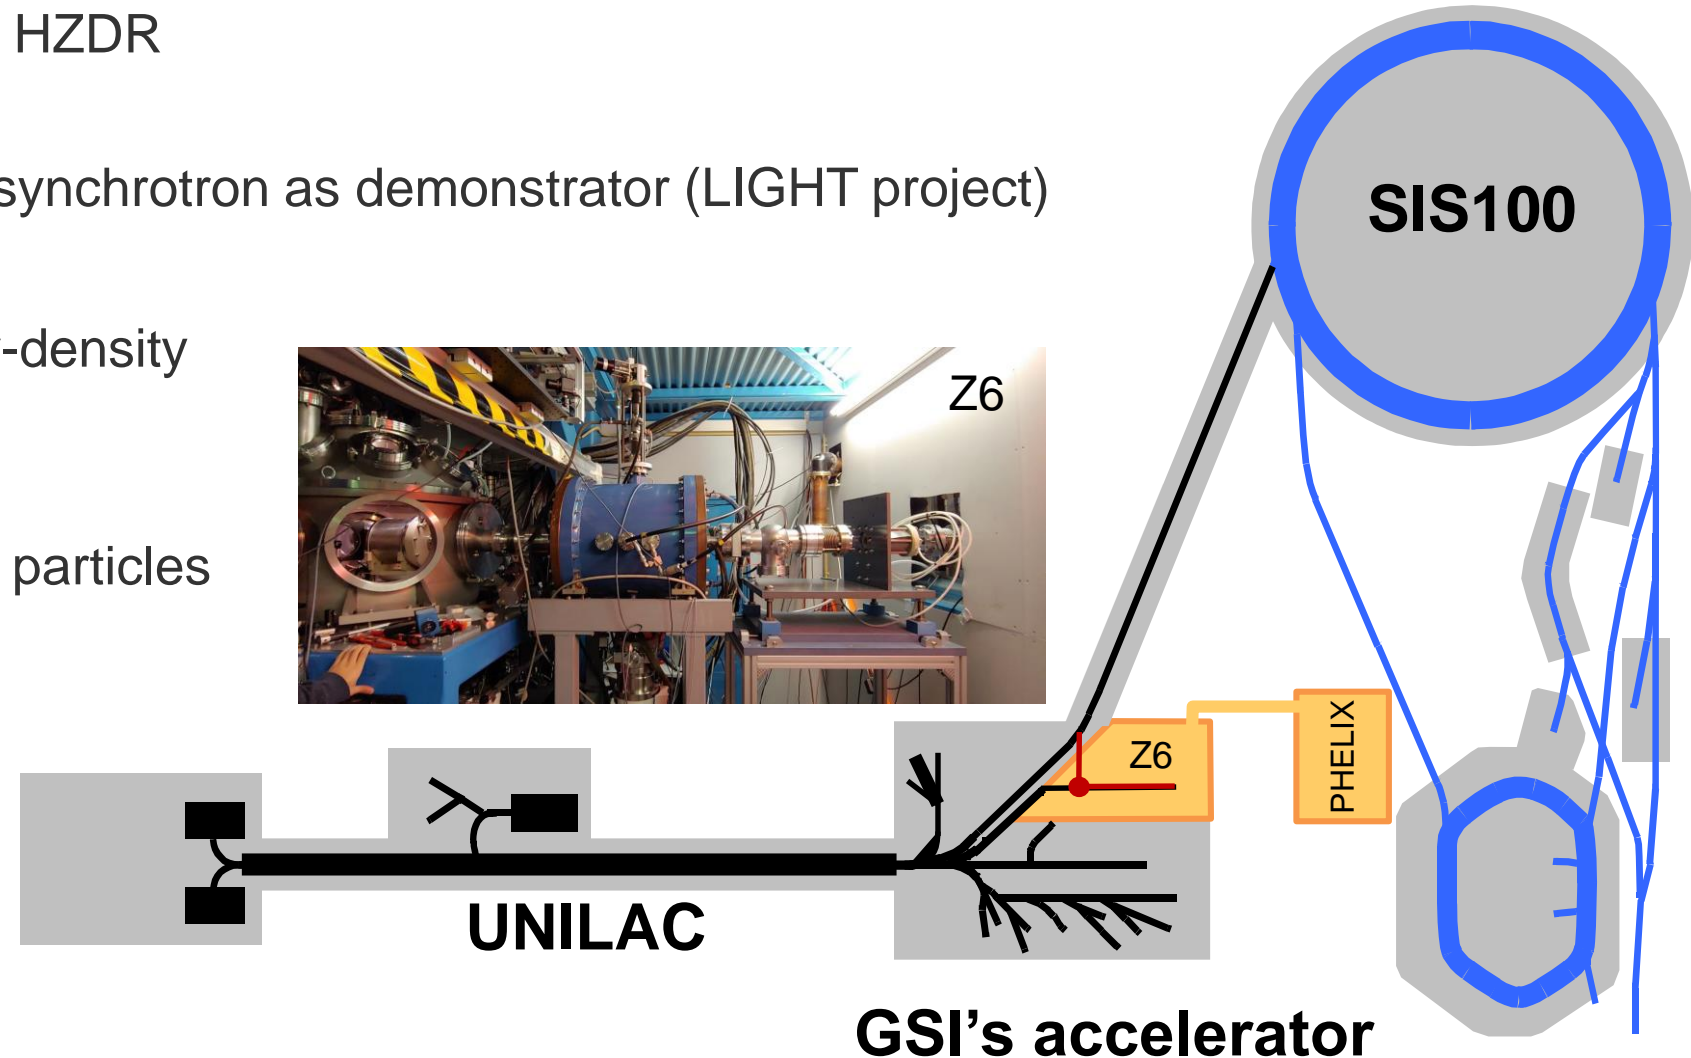 HZDR
synchrotron as demonstrator (LIGHT project)
SIS100
-density
Z6
particles
Z6
PHELIX
UNILAC
GSI’s accelerator